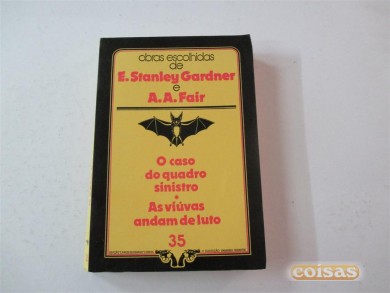 obras escolhidas
de
E. Stanley Gardner
e
A.A. Fair
O caso
do quadro
sinistro
•
As viúvas
andam de luto
35
coisas